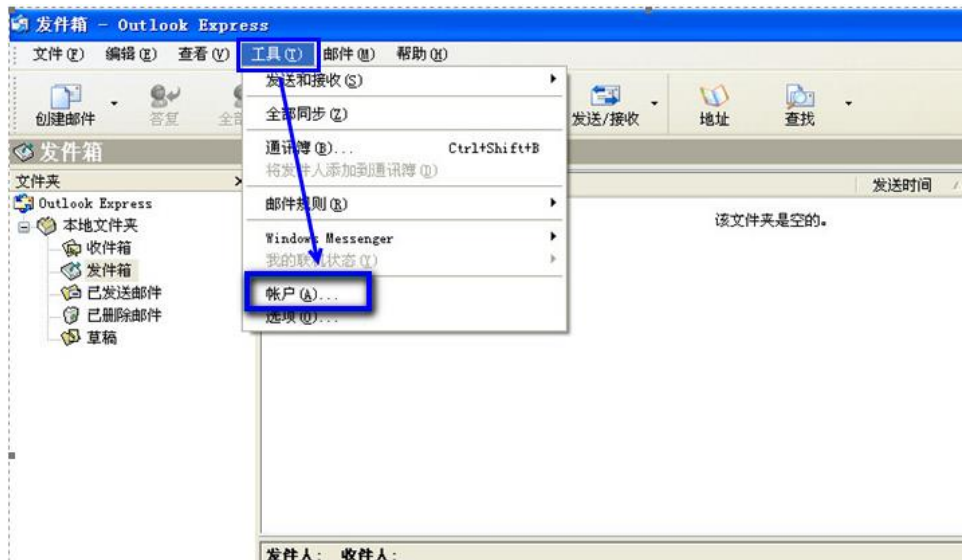 发件箱 - Outlook Express
文件(F) 编辑(E) 查看(V) 工具(T) 邮件(M) 帮助(H)
创建邮件 答复 全部 发送/接收 地址 查找
发送和接收(S)
全部同步(Z)
通讯簿(B)... Ctrl+Shift+B
将发件人添加到通讯簿(D)
邮件规则(R)
Windows Messenger
我的联机状态(Y)
帐户(A)...
选项(O)...
发件箱
文件夹 ×
发送时间
Outlook Express
本地文件夹
收件箱
发件箱
已发送邮件
已删除邮件
草稿
该文件夹是空的。
发件人: 收件人: